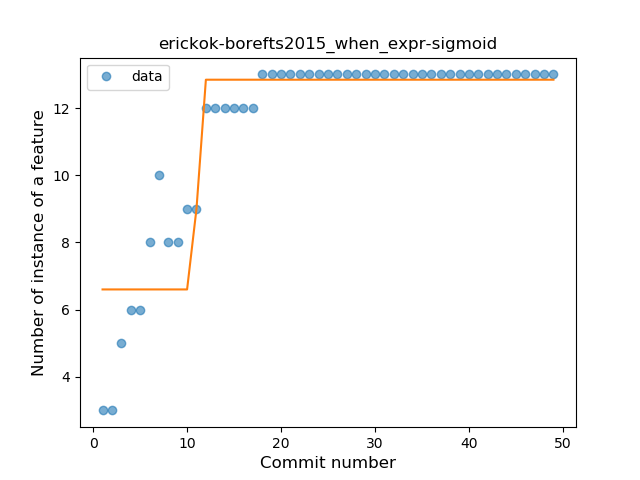 erickok-borefts2015_when_expr-sigmoid
data
Number of instance of a feature
12
10
8
6
4
0 10 20 30 40 50
Commit number